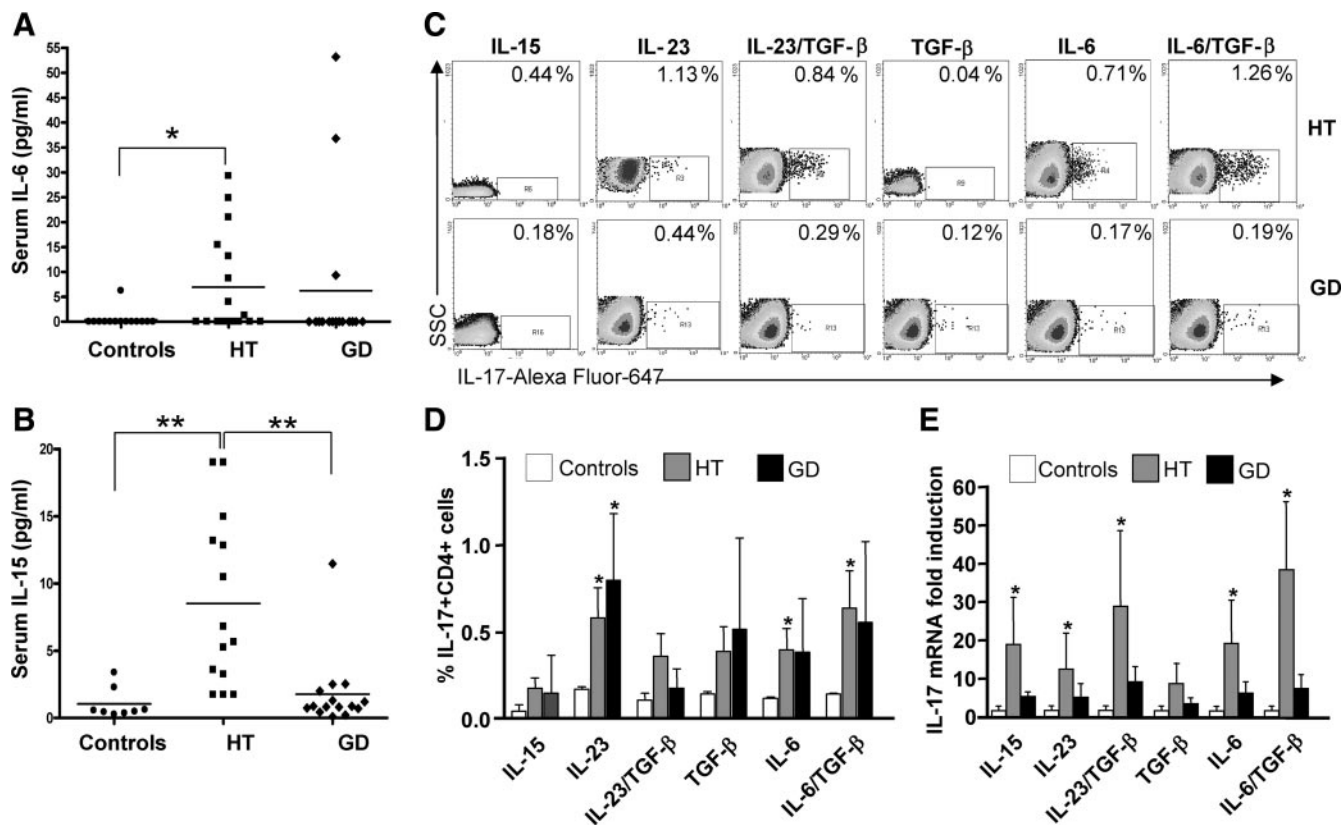 A
Serum IL-6 (pg/ml)
55
50
45
40
35
30
25
20
15
10
5
0
*
Controls HT GD
B
Serum IL-15 (pg/ml)
20
15
10
5
0
** **
Controls HT GD
C
IL-15 IL-23 IL-23/TGF-β TGF-β IL-6 IL-6/TGF-β
0.44 % 1.13 % 0.84 % 0.04 % 0.71% 1.26 %
HT
0.18 % 0.44 % 0.29 % 0.12% 0.17% 0.19%
GD
SSC
IL-17-Alexa Fluor-647
D
Controls HT GD
% IL-17+CD4+ cells
1.5
1.0
0.5
0.0
* * * *
IL-15 IL-23 IL-23/TGF-β TGF-β IL-6 IL-6/TGF-β
E
Controls HT GD
IL-17 mRNA fold induction
60
50
40
30
20
10
0
* * * * *
IL-15 IL-23 IL-23/TGF-β TGF-β IL-6 IL-6/TGF-β